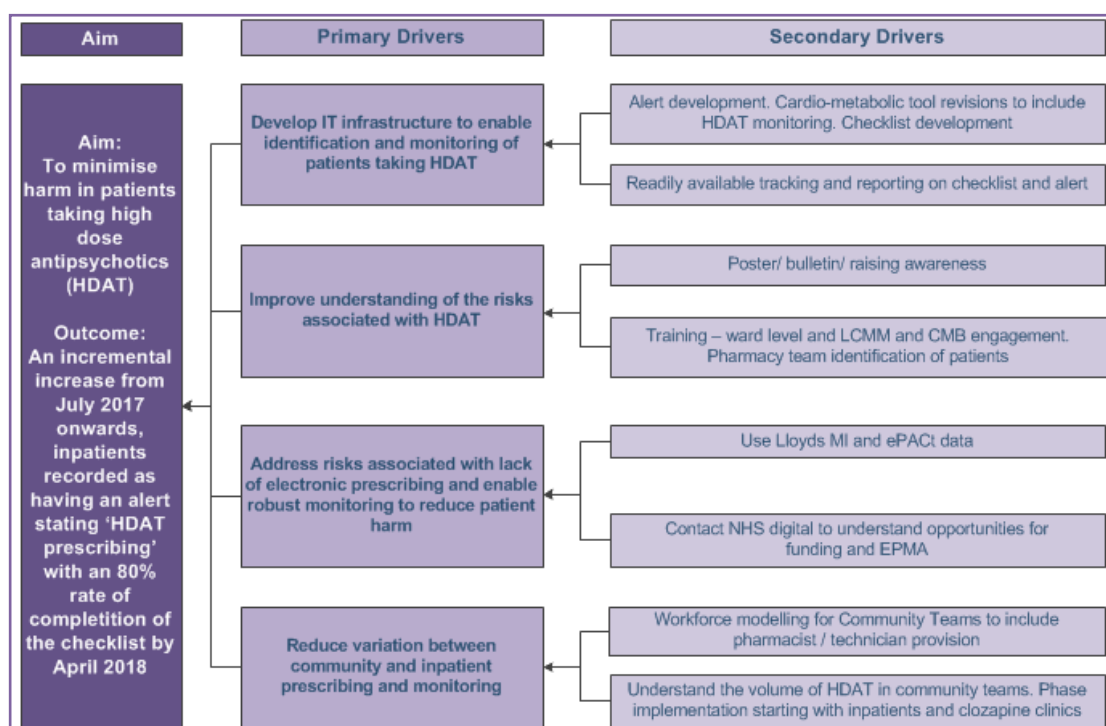 Aim
Primary Drivers
Secondary Drivers
Aim:
To minimise
harm in patients
taking high
dose
antipsychotics
(HDAT)
Outcome:
An incremental
increase from
July 2017
onwards,
inpatients
recorded as
having an alert
stating ‘HDAT
prescribing’
with an 80%
rate of
completition of
the checklist by
April 2018
Develop IT infrastructure to enable
identification and monitoring of
patients taking HDAT
Alert development. Cardio-metabolic tool revisions to include
HDAT monitoring. Checklist development
Readily available tracking and reporting on checklist and alert
Improve understanding of the risks
associated with HDAT
Poster/ bulletin/ raising awareness
Training – ward level and LCMM and CMB engagement.
Pharmacy team identification of patients
Address risks associated with lack
of electronic prescribing and enable
robust monitoring to reduce patient
harm
Use Lloyds MI and ePACt data
Contact NHS digital to understand opportunities for
funding and EPMA
Reduce variation between
community and inpatient
prescribing and monitoring
Workforce modelling for Community Teams to include
pharmacist / technician provision
Understand the volume of HDAT in community teams. Phase
implementation starting with inpatients and clozapine clinics